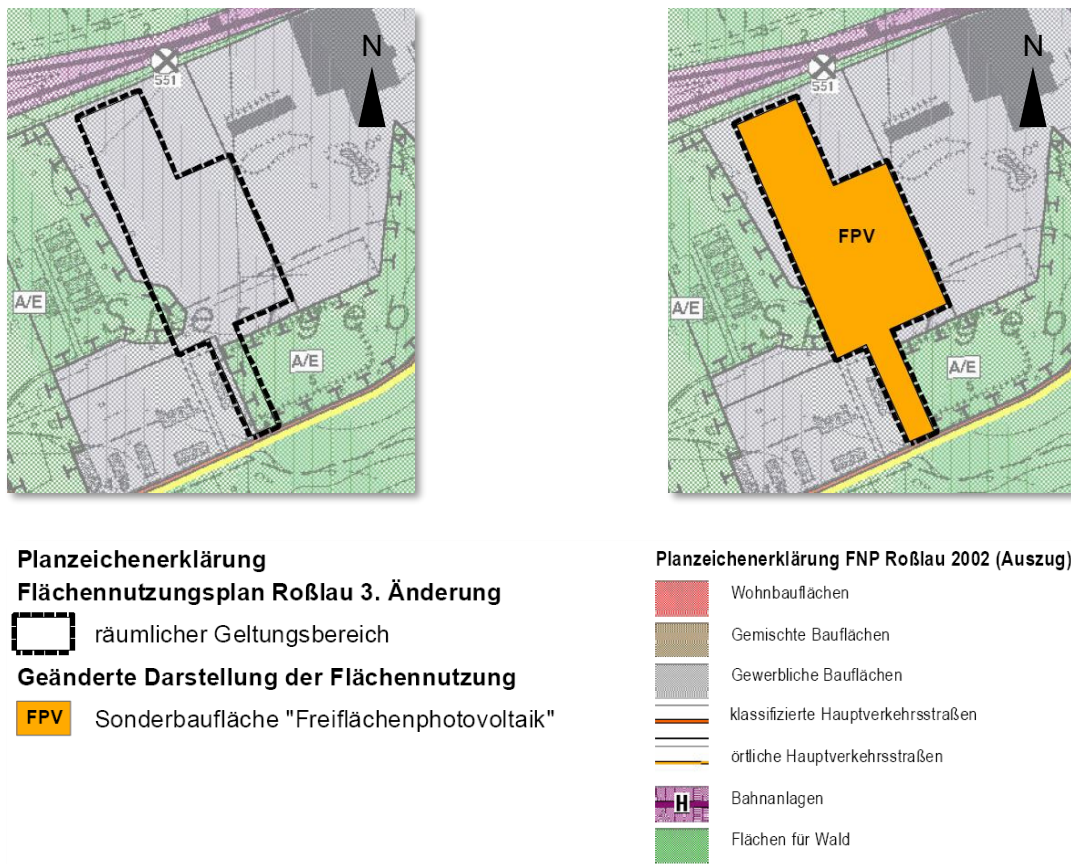 N
551
A/E
A/E
N
551
FPV
A/E
A/E
Planzeichenerklärung
Flächennutzungsplan Roßlau 3. Änderung
räumlicher Geltungsbereich
Geänderte Darstellung der Flächennutzung
FPV Sonderbaufläche "Freiflächenphotovoltaik"
Planzeichenerklärung FNP Roßlau 2002 (Auszug)
Wohnbauflächen
Gemischte Bauflächen
Gewerbliche Bauflächen
klassifizierte Hauptverkehrsstraßen
örtliche Hauptverkehrsstraßen
H Bahnanlagen
Flächen für Wald